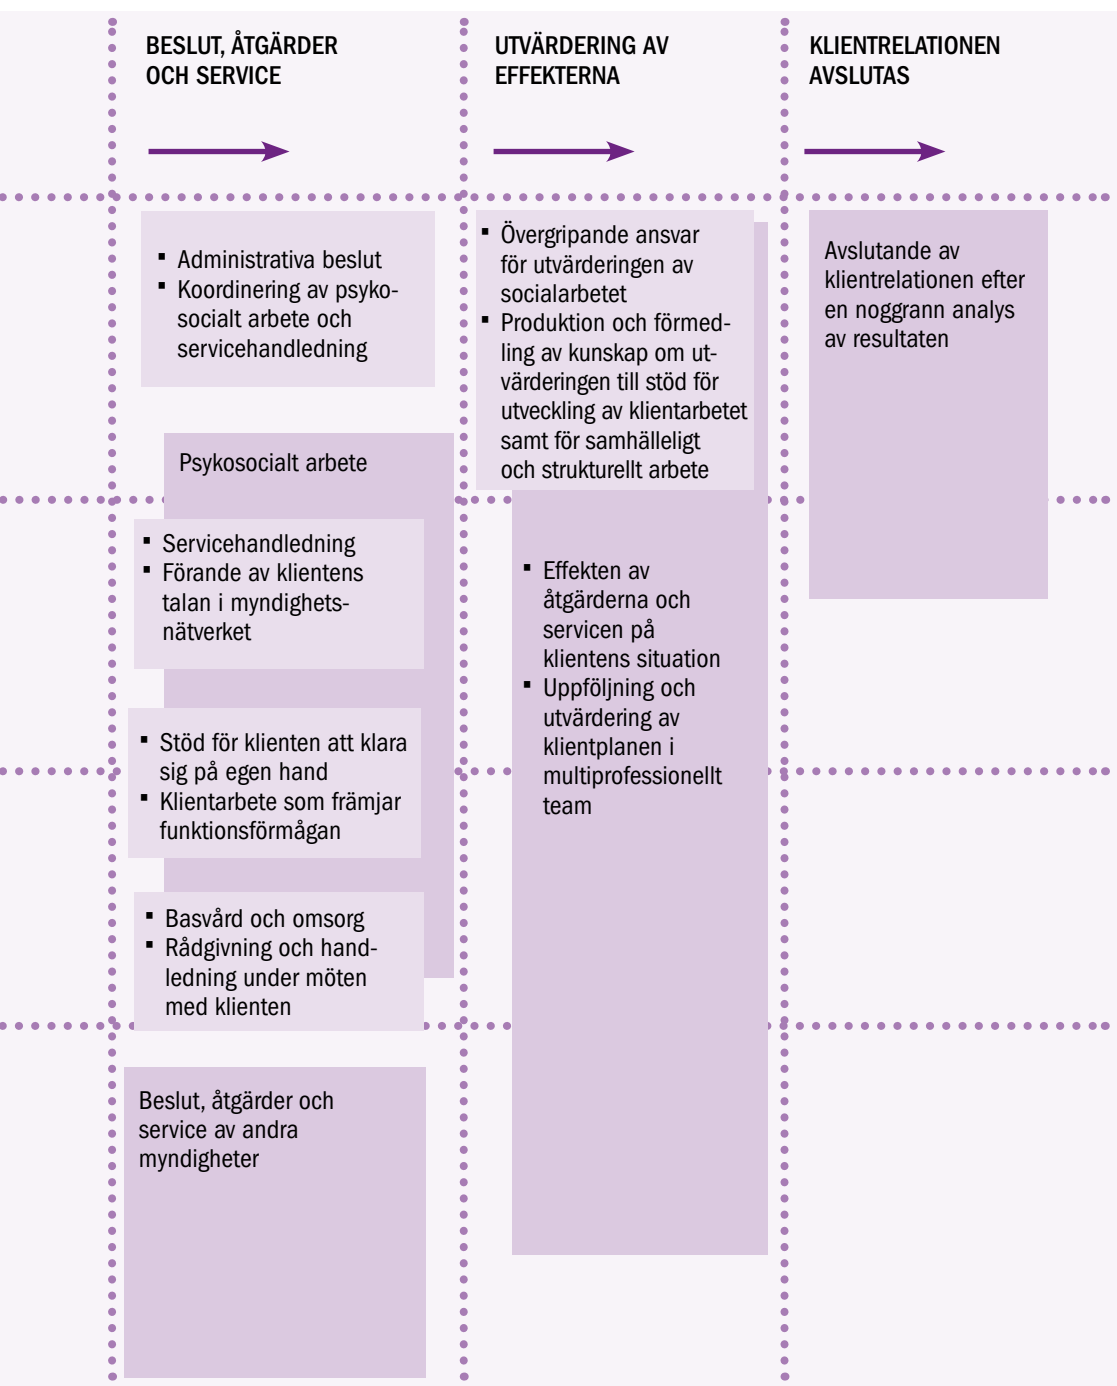 BESLUT, ÅTGÄRDER
OCH SERVICE
▪ Administrativa beslut
▪ Koordinering av psyko-
socialt arbete och
servicehandledning
Psykosocialt arbete
▪ Servicehandledning
▪ Förande av klientens
talan i myndighets-
nätverket
▪ Stöd för klienten att klara
sig på egen hand
▪ Klientarbete som främjar
funktionsförmågan
▪ Basvård och omsorg
▪ Rådgivning och hand-
ledning under möten
med klienten
Beslut, åtgärder och
service av andra
myndigheter
UTVÄRDERING AV
EFFEKTERNA
▪ Övergripande ansvar
för utvärderingen av
socialarbetet
▪ Produktion och förmed-
ling av kunskap om ut-
värderingen till stöd för
utveckling av klientarbetet
samt för samhälleligt
och strukturellt arbete
▪ Effekten av
åtgärderna och
servicen på
klientens situation
▪ Uppföljning och
utvärdering av
klientplanen i
multiprofessionellt
team
KLIENTRELATIONEN
AVSLUTAS
Avslutande av
klientrelationen efter
en noggrann analys
av resultaten